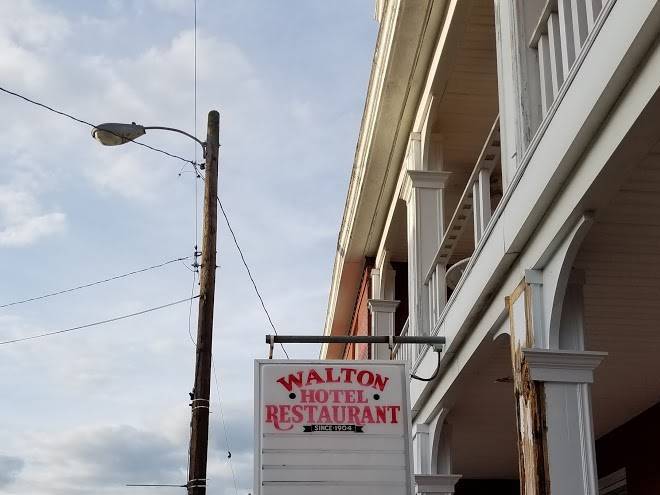 WALTON
• HOTEL •
RESTAURANT
SINCE 1904